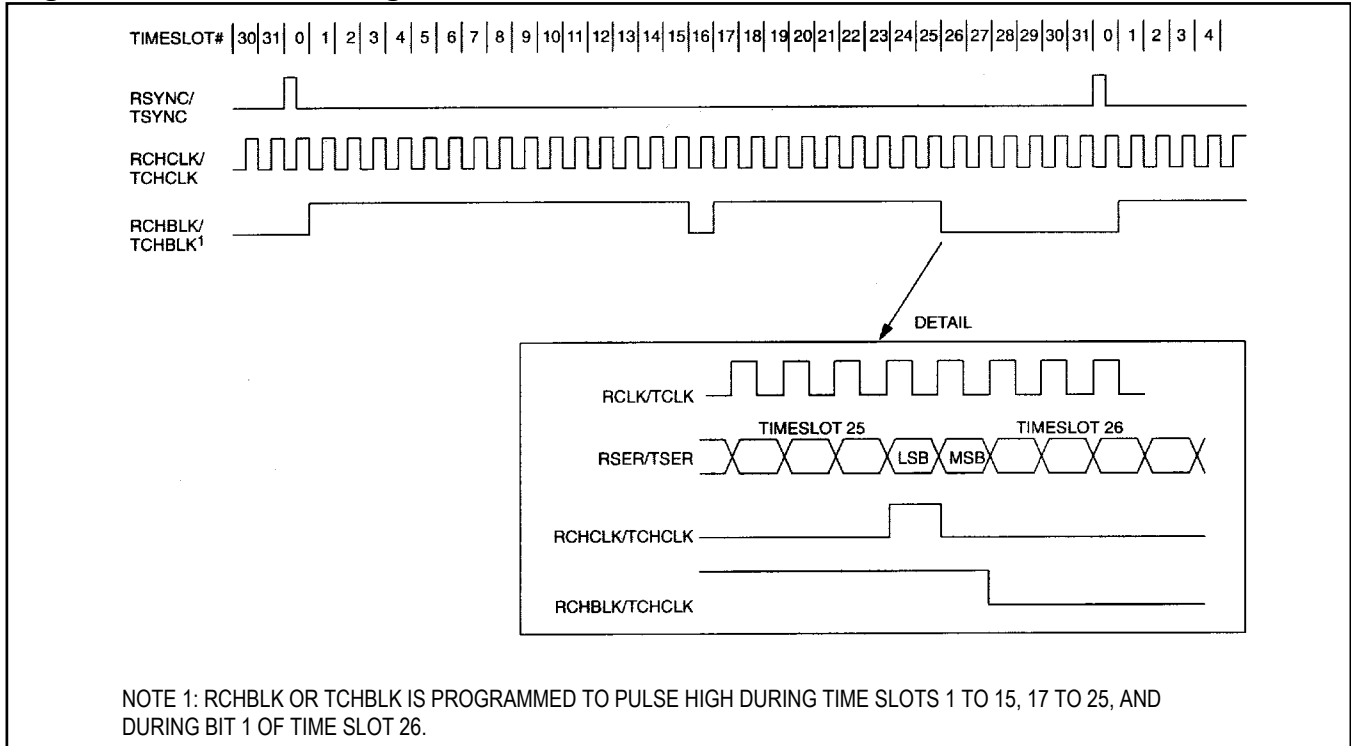 TIMESLOT# 30 31 0 1 2 3 4 5 6 7 8 9 10 11 12 13 14 15 16 17 18 19 20 21 22 23 24 25 26 27 28 29 30 31 0 1 2 3 4
RSYNC/
TSYNC
RCHCLK/
TCHCLK
RCHBLK/
TCHBLK1
DETAIL
RCLK/TCLK
TIMESLOT 25 TIMESLOT 26
RSER/TSER LSB MSB
RCHCLK/TCHCLK
RCHBLK/TCHCLK
NOTE 1: RCHBLK OR TCHBLK IS PROGRAMMED TO PULSE HIGH DURING TIME SLOTS 1 TO 15, 17 TO 25, AND
DURING BIT 1 OF TIME SLOT 26.